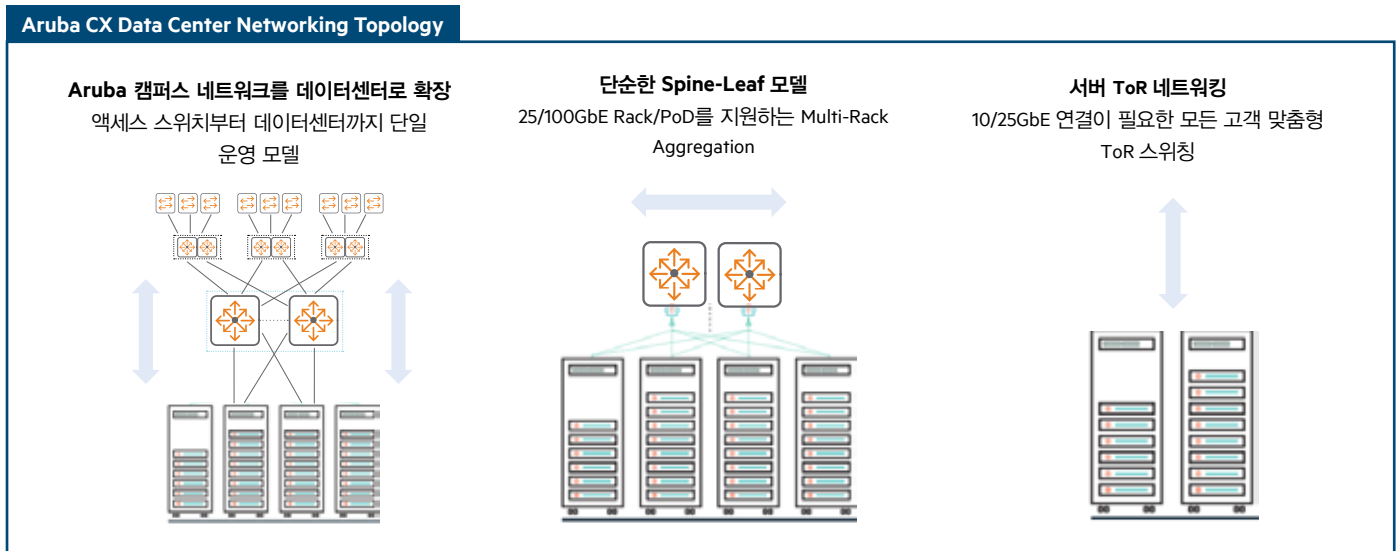 Aruba CX Data Center Networking Topology
Aruba 캠퍼스 네트워크를 데이터센터로 확장
액세스 스위치부터 데이터센터까지 단일
운영 모델
단순한 Spine-Leaf 모델
25/100GbE Rack/PoD를 지원하는 Multi-Rack
Aggregation
서버 ToR 네트워킹
10/25GbE 연결이 필요한 모든 고객 맞춤형
ToR 스위칭